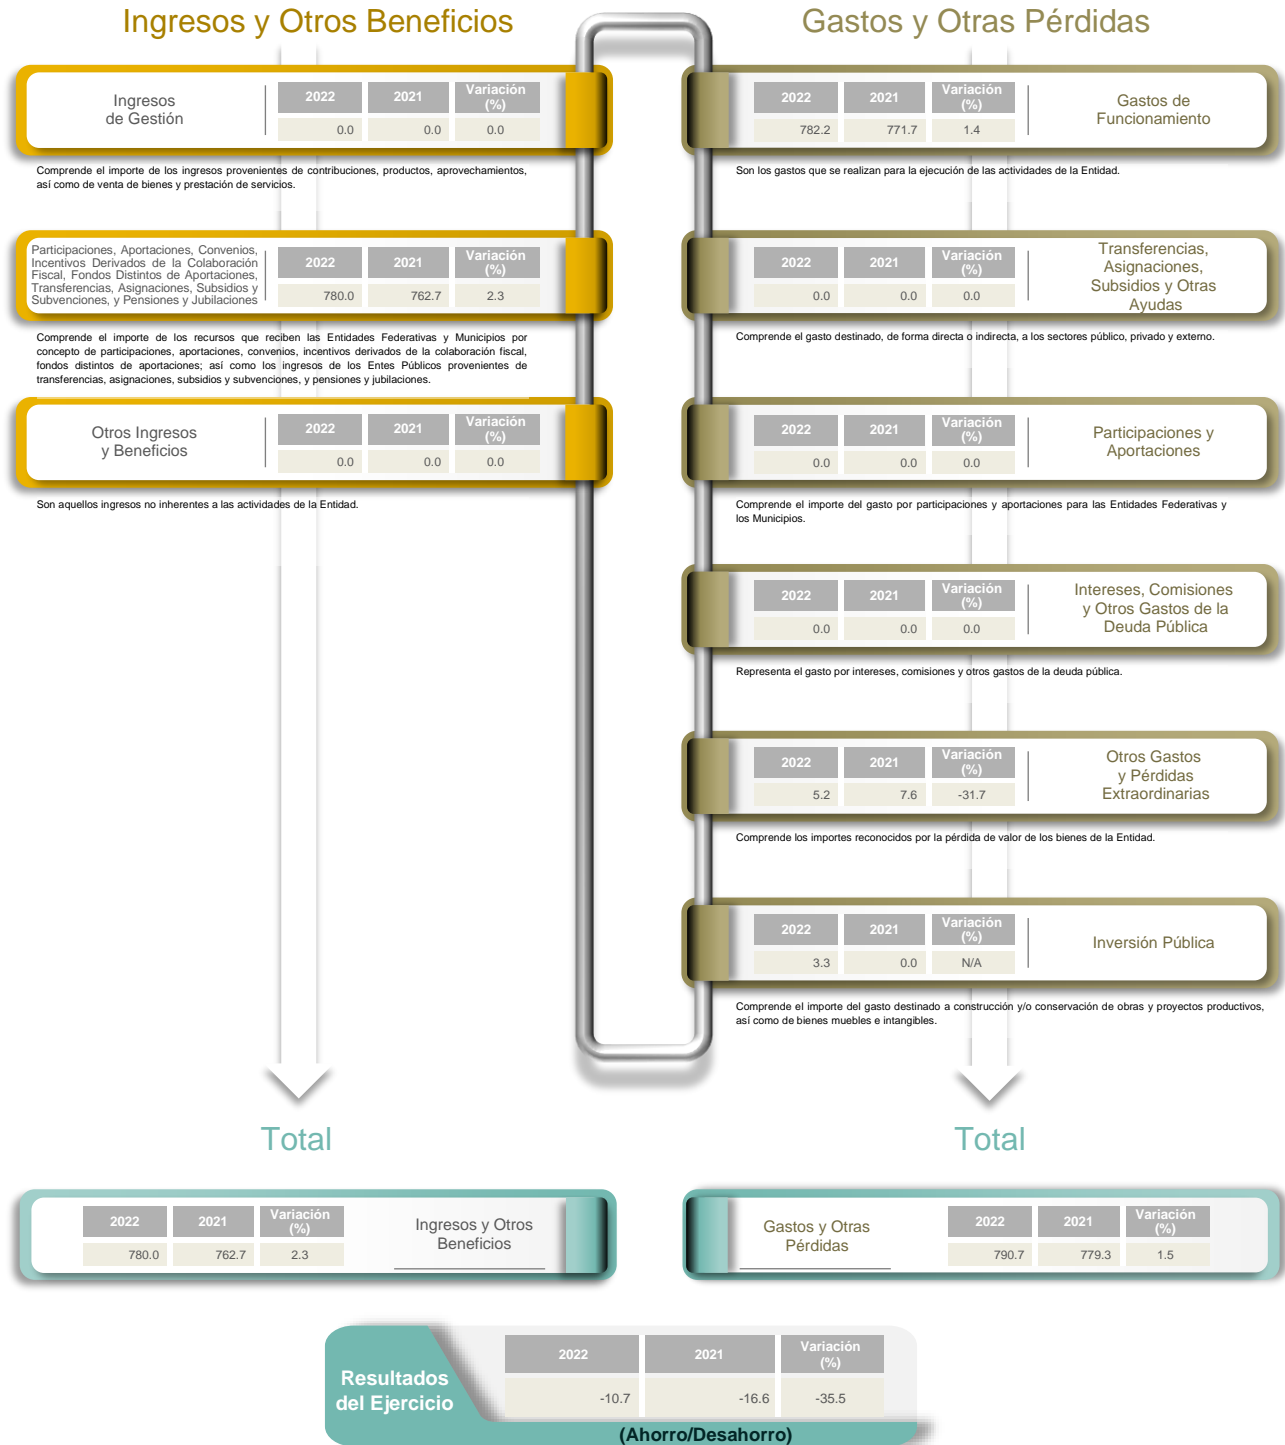 Ingresos y Otros Beneficios
Ingresos
de Gestión
2022 2021 Variación
(%)
0.0 0.0 0.0
Comprende el importe de los ingresos provenientes de contribuciones, productos, aprovechamientos,
así como de venta de bienes y prestación de servicios.
Participaciones, Aportaciones, Convenios,
Incentivos Derivados de la Colaboración
Fiscal, Fondos Distintos de Aportaciones,
Transferencias, Asignaciones, Subsidios y
Subvenciones, y Pensiones y Jubilaciones
2022 2021 Variación
(%)
780.0 762.7 2.3
Comprende el importe de los recursos que reciben las Entidades Federativas y Municipios por
concepto de participaciones, aportaciones, convenios, incentivos derivados de la colaboración fiscal,
fondos distintos de aportaciones; así como los ingresos de los Entes Públicos provenientes de
transferencias, asignaciones, subsidios y subvenciones, y pensiones y jubilaciones.
Otros Ingresos
y Beneficios
2022 2021 Variación
(%)
0.0 0.0 0.0
Son aquellos ingresos no inherentes a las actividades de la Entidad.
Gastos y Otras Pérdidas
2022 2021 Variación
(%)
782.2 771.7 1.4
Gastos de
Funcionamiento
Son los gastos que se realizan para la ejecución de las actividades de la Entidad.
2022 2021 Variación
(%)
0.0 0.0 0.0
Transferencias,
Asignaciones,
Subsidios y Otras
Ayudas
Comprende el gasto destinado, de forma directa o indirecta, a los sectores público, privado y externo.
2022 2021 Variación
(%)
0.0 0.0 0.0
Participaciones y
Aportaciones
Comprende el importe del gasto por participaciones y aportaciones para las Entidades Federativas y
los Municipios.
2022 2021 Variación
(%)
0.0 0.0 0.0
Intereses, Comisiones
y Otros Gastos de la
Deuda Pública
Representa el gasto por intereses, comisiones y otros gastos de la deuda pública.
2022 2021 Variación
(%)
5.2 7.6 -31.7
Otros Gastos
y Pérdidas
Extraordinarias
Comprende los importes reconocidos por la pérdida de valor de los bienes de la Entidad.
2022 2021 Variación
(%)
3.3 0.0 N/A
Inversión Pública
Comprende el importe del gasto destinado a construcción y/o conservación de obras y proyectos productivos,
así como de bienes muebles e intangibles.
Total
2022 2021 Variación
(%)
780.0 762.7 2.3
Ingresos y Otros
Beneficios
Total
Gastos y Otras
Pérdidas
2022 2021 Variación
(%)
790.7 779.3 1.5
Resultados
del Ejercicio
2022 2021 Variación
(%)
-10.7 -16.6 -35.5
(Ahorro/Desahorro)